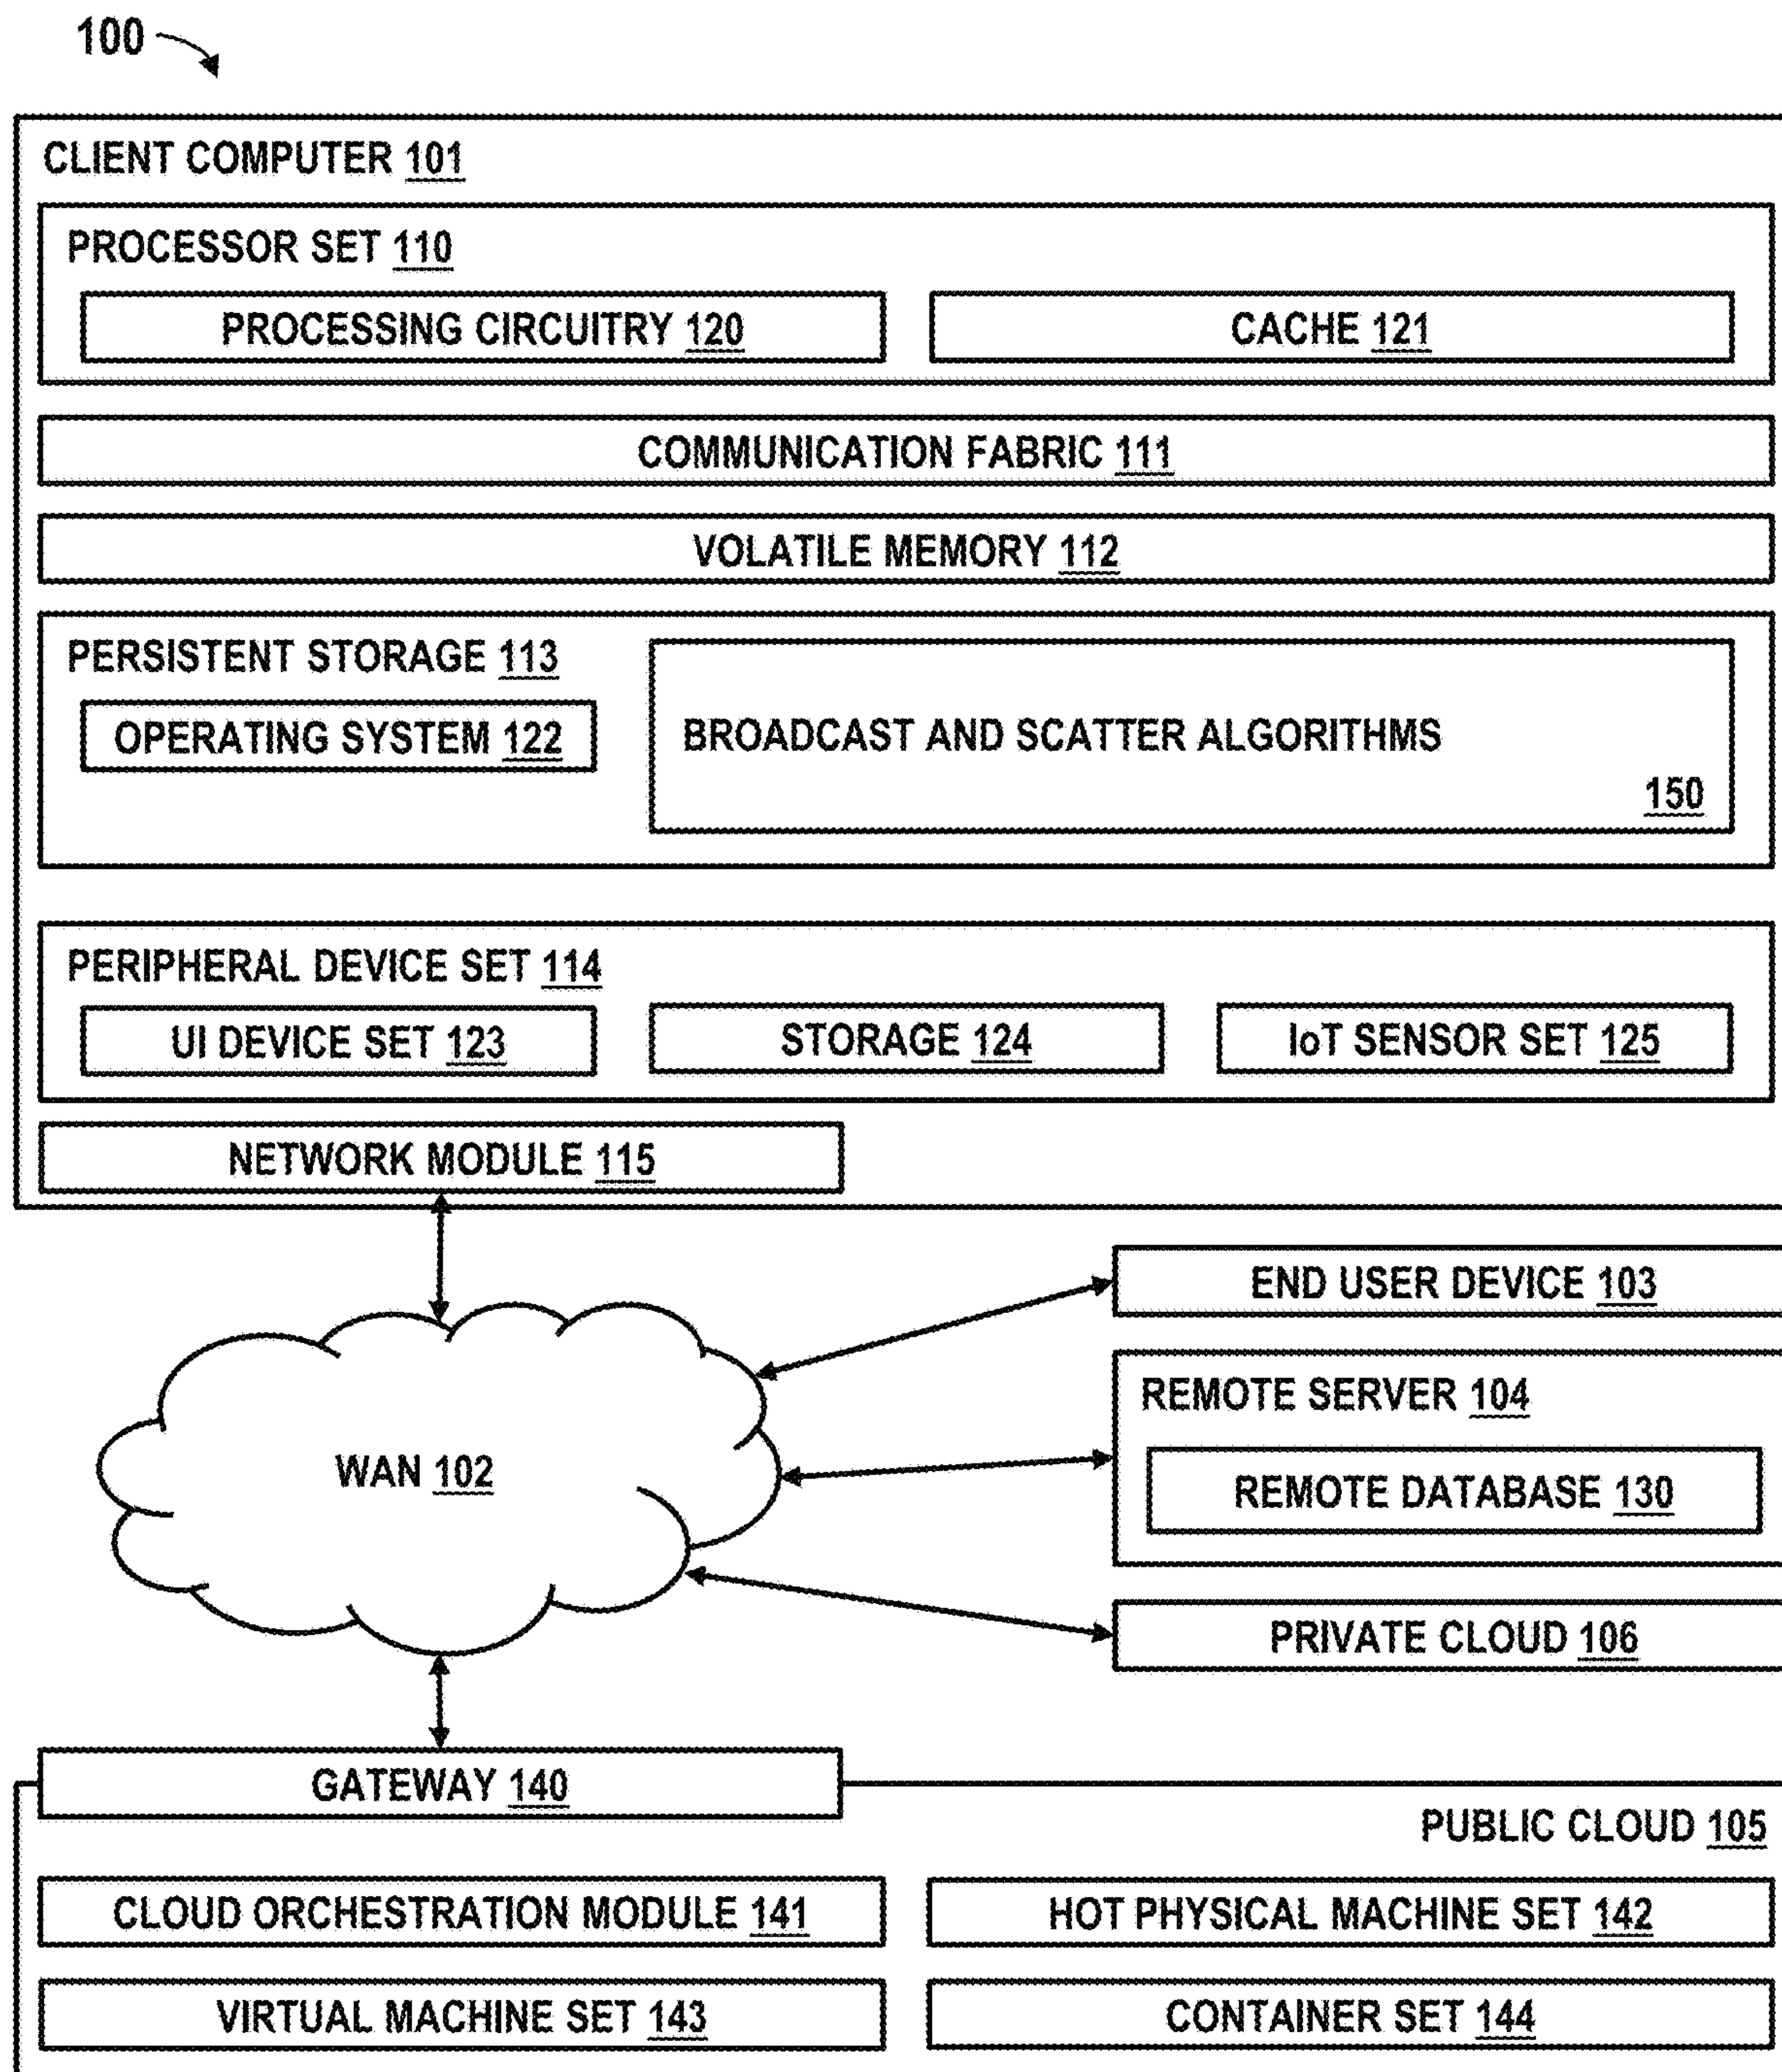 100
CLIENT COMPUTER 101
PROCESSOR SET 110
PROCESSING CIRCUITRY 120
CACHE 121
COMMUNICATION FABRIC 111
VOLATILE MEMORY 112
PERSISTENT STORAGE 113
OPERATING SYSTEM 122
BROADCAST AND SCATTER ALGORITHMS
150
PERIPHERAL DEVICE SET 114
UI DEVICE SET 123
STORAGE 124
IoT SENSOR SET 125
NETWORK MODULE 115
END USER DEVICE 103
REMOTE SERVER 104
WAN 102
REMOTE DATABASE 130
PRIVATE CLOUD 106
GATEWAY 140
PUBLIC CLOUD 105
CLOUD ORCHESTRATION MODULE 141
HOT PHYSICAL MACHINE SET 142
VIRTUAL MACHINE SET 143
CONTAINER SET 144